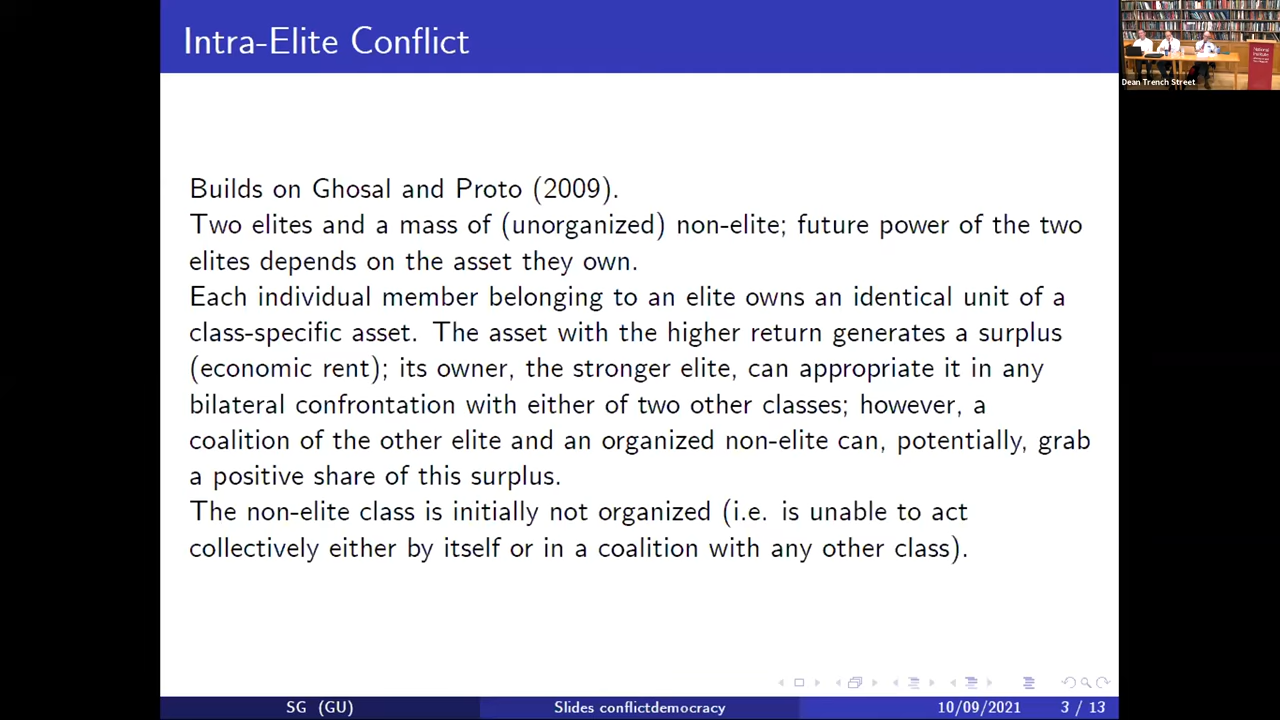 Intra-Elite Conflict
Dean Trench Street
Builds on Ghosal and Proto (2009).
Two elites and a mass of (unorganized) non-elite; future power of the two
elites depends on the asset they own.
Each individual member belonging to an elite owns an identical unit of a
class-specific asset. The asset with the higher return generates a surplus
(economic rent); its owner, the stronger elite, can appropriate it in any
bilateral confrontation with either of two other classes; however, a
coalition of the other elite and an organized non-elite can, potentially, grab
a positive share of this surplus.
The non-elite class is initially not organized (i.e. is unable to act
collectively either by itself or in a coalition with any other class).
SG (GU)
Slides conflictdemocracy
10/09/2021
3 / 13